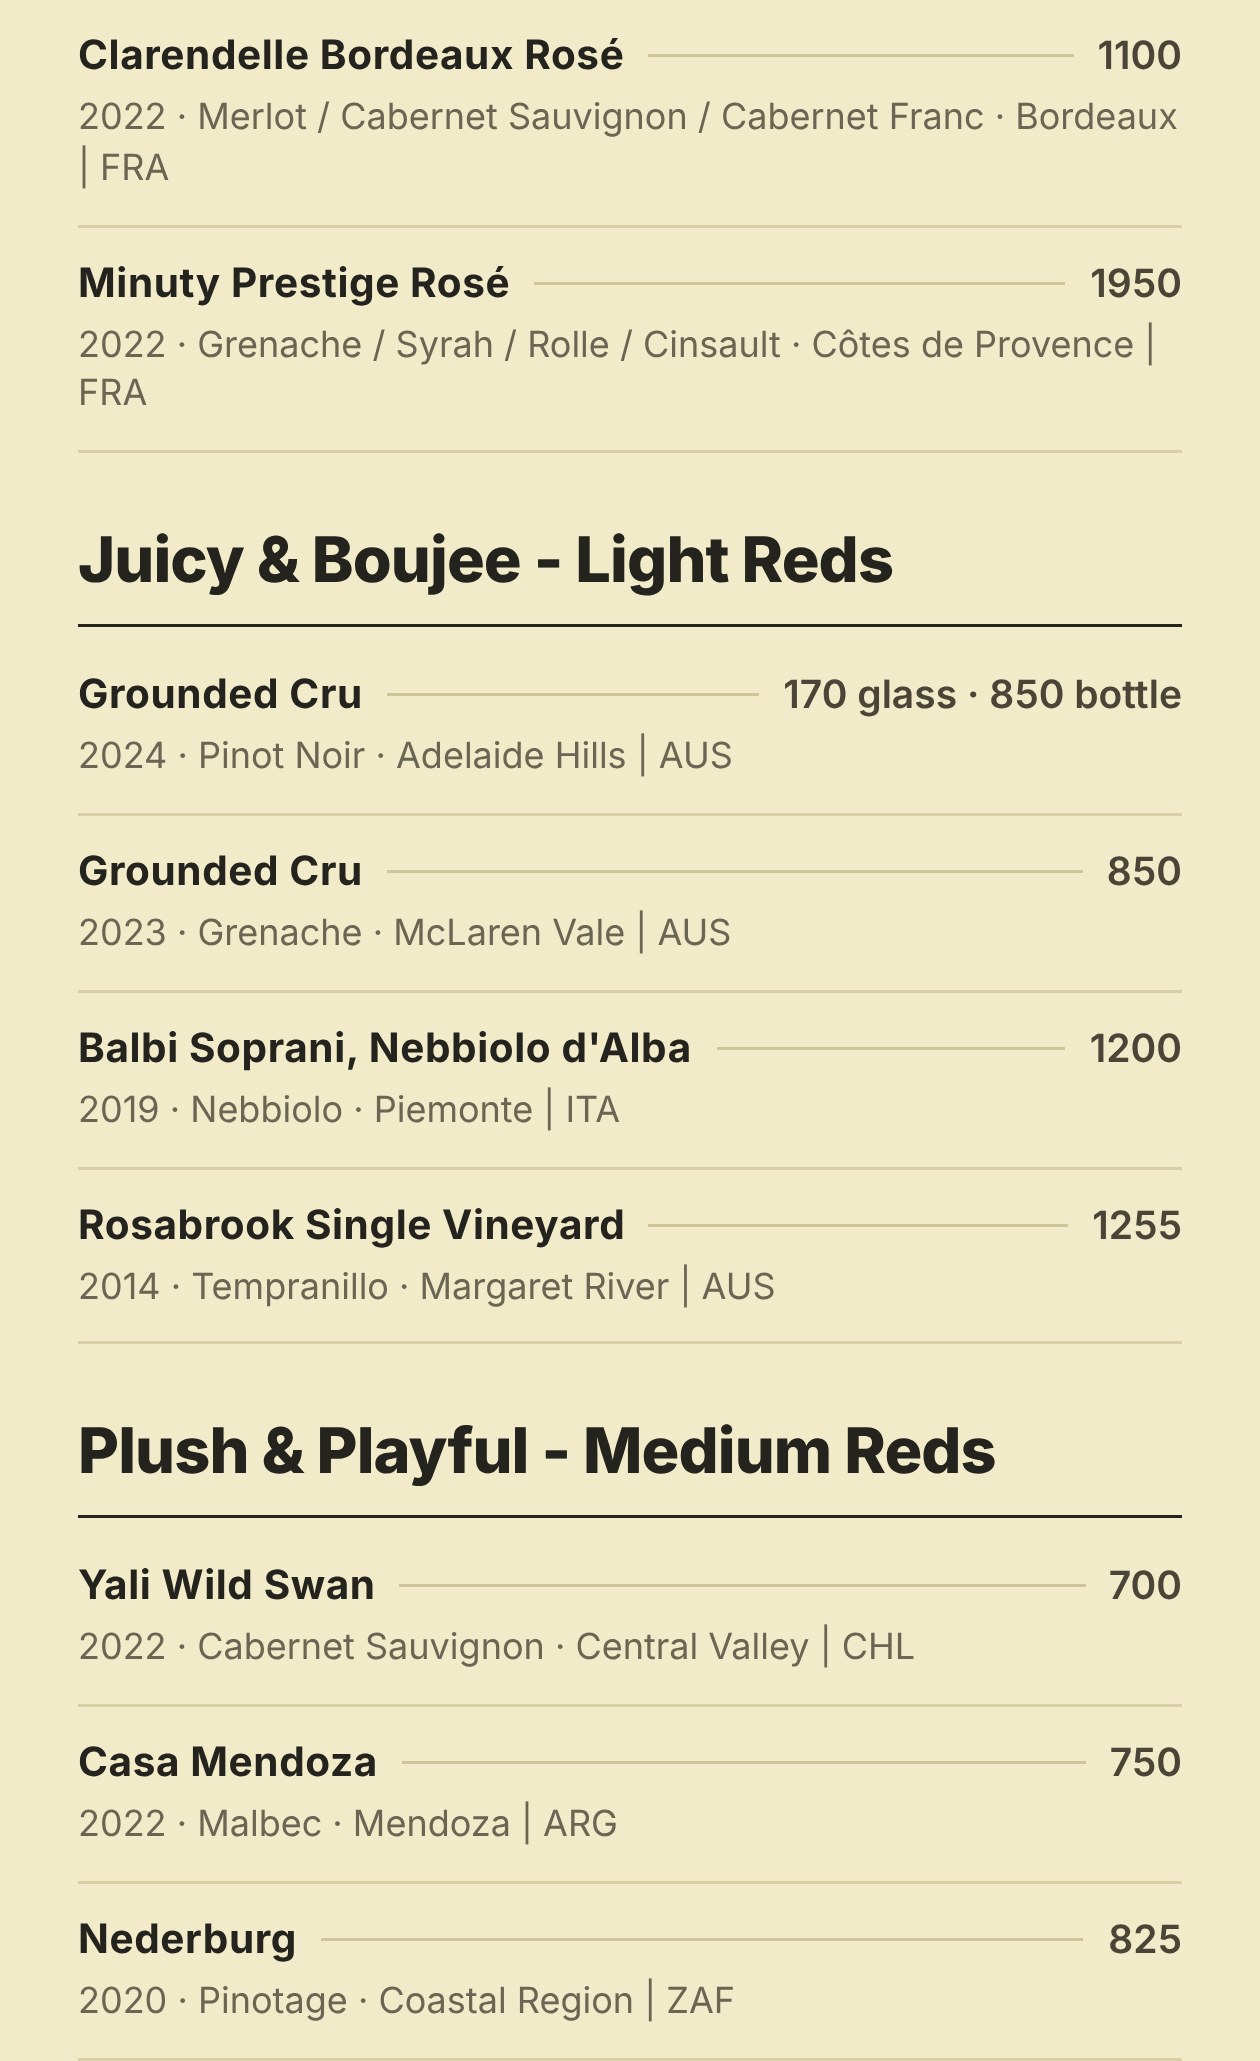 Clarendelle Bordeaux Rosé 1100
2022 · Merlot / Cabernet Sauvignon / Cabernet Franc · Bordeaux
| FRA
Minuty Prestige Rosé 1950
2022 · Grenache / Syrah / Rolle / Cinsault · Côtes de Provence |
FRA
Juicy & Boujee - Light Reds
Grounded Cru 170 glass · 850 bottle
2024 · Pinot Noir · Adelaide Hills | AUS
Grounded Cru 850
2023 · Grenache · McLaren Vale | AUS
Balbi Soprani, Nebbiolo d'Alba 1200
2019 · Nebbiolo · Piemonte | ITA
Rosabrook Single Vineyard 1255
2014 · Tempranillo · Margaret River | AUS
Plush & Playful - Medium Reds
Yali Wild Swan 700
2022 · Cabernet Sauvignon · Central Valley | CHL
Casa Mendoza 750
2022 · Malbec · Mendoza | ARG
Nederburg 825
2020 · Pinotage · Coastal Region | ZAF